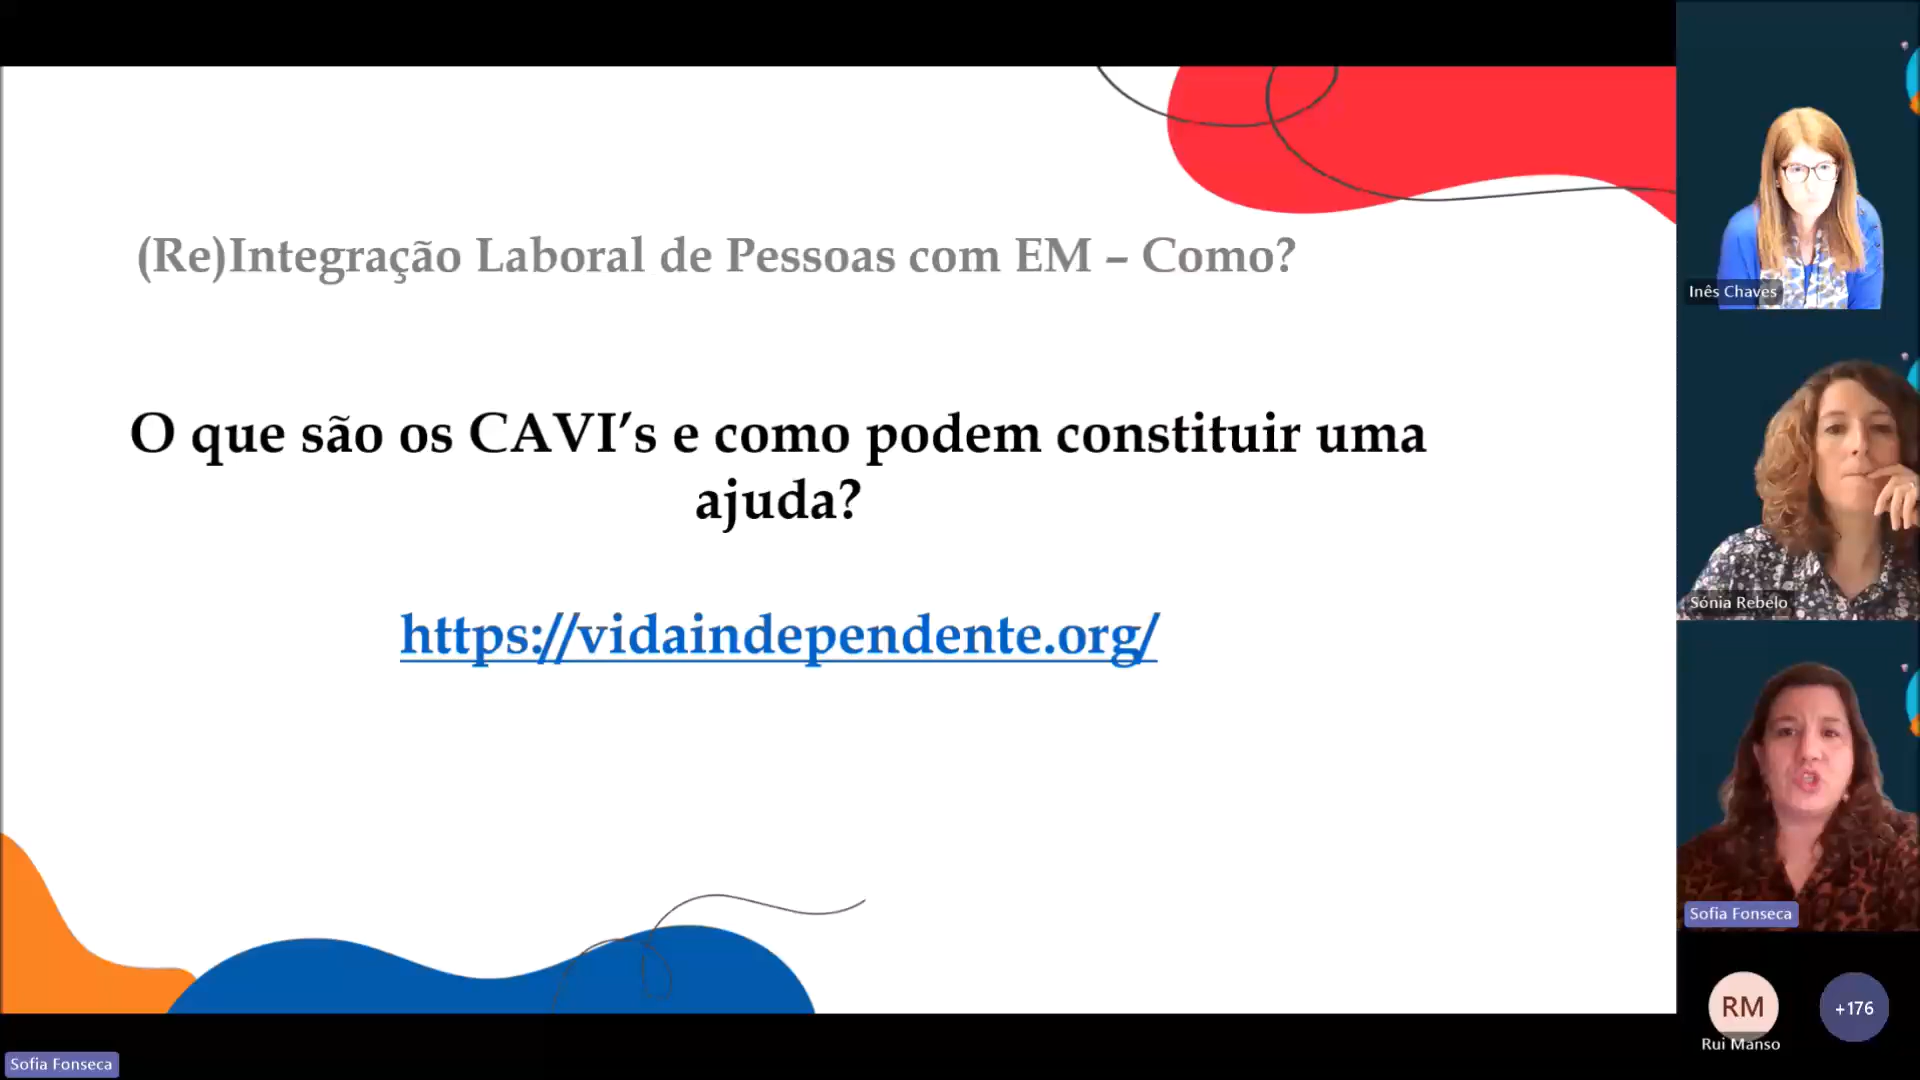 (Re)Integração Laboral de Pessoas com EM – Como?
O que são os CAVI’s e como podem constituir uma
ajuda?
https://vidaindependente.org/
Inês Chaves
Sónia Rebelo
Sofia Fonseca
RM
+176
Rui Manso
Sofia Fonseca